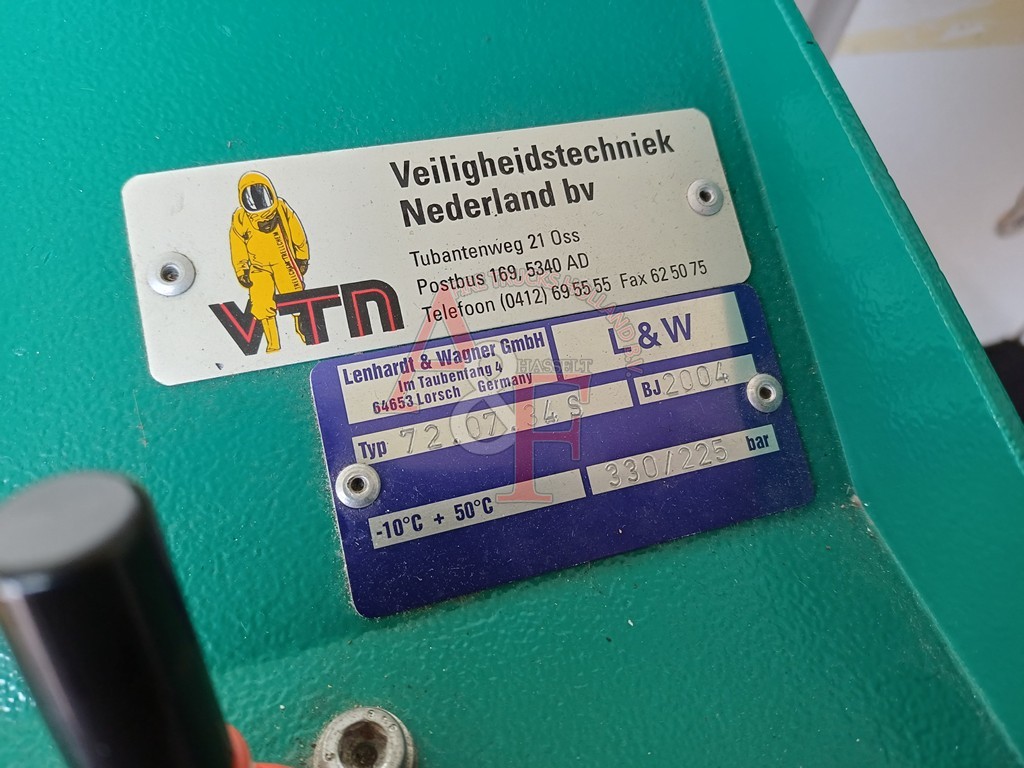 Veiligheidstechniek
Nederland bv
Tubantenweg 21 Oss
Postbus 169, 5340 AD
Telefoon (0412) 69 55 55 Fax 62 50 75
VTN
Lenhardt & Wagner GmbH
Im Taubenfang 4
64653 Lorsch Germany
L & W
Typ 72.07.34 S
BJ 2004
-10°C + 50°C
330/225 bar
A&F
HASSELT